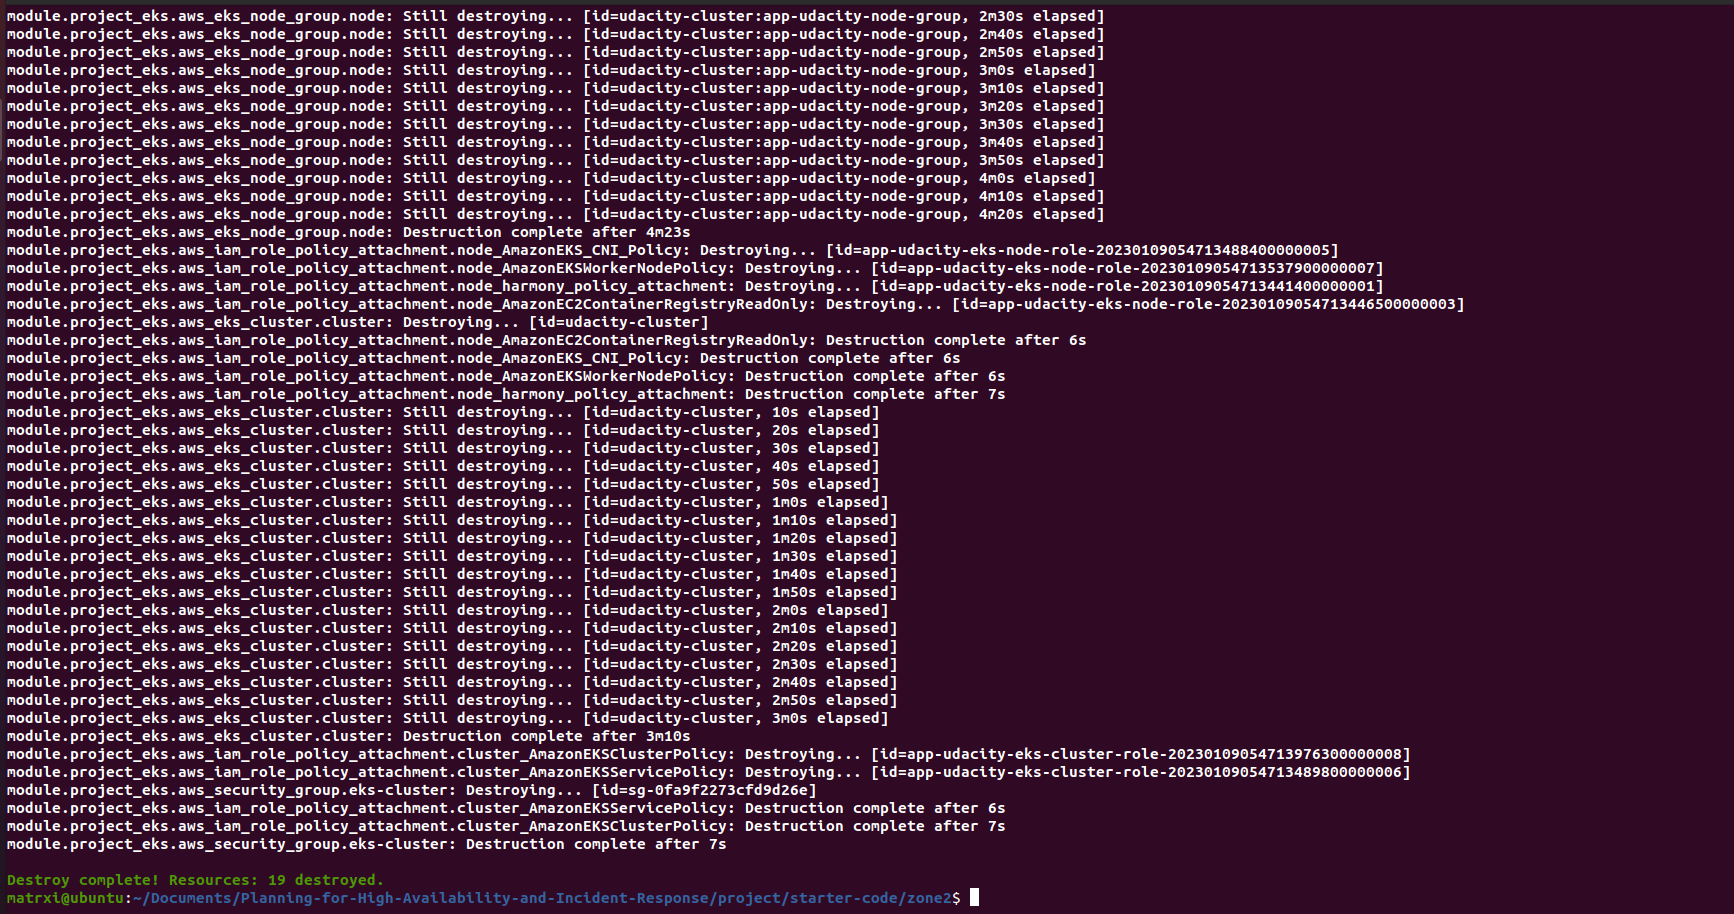 module.project_eks.aws_eks_node_group.node: Still destroying... [id=udacity-cluster:app-udacity-node-group, 2m30s elapsed]
module.project_eks.aws_eks_node_group.node: Still destroying... [id=udacity-cluster:app-udacity-node-group, 2m40s elapsed]
module.project_eks.aws_eks_node_group.node: Still destroying... [id=udacity-cluster:app-udacity-node-group, 2m50s elapsed]
module.project_eks.aws_eks_node_group.node: Still destroying... [id=udacity-cluster:app-udacity-node-group, 3m0s elapsed]
module.project_eks.aws_eks_node_group.node: Still destroying... [id=udacity-cluster:app-udacity-node-group, 3m10s elapsed]
module.project_eks.aws_eks_node_group.node: Still destroying... [id=udacity-cluster:app-udacity-node-group, 3m20s elapsed]
module.project_eks.aws_eks_node_group.node: Still destroying... [id=udacity-cluster:app-udacity-node-group, 3m30s elapsed]
module.project_eks.aws_eks_node_group.node: Still destroying... [id=udacity-cluster:app-udacity-node-group, 3m40s elapsed]
module.project_eks.aws_eks_node_group.node: Still destroying... [id=udacity-cluster:app-udacity-node-group, 3m50s elapsed]
module.project_eks.aws_eks_node_group.node: Still destroying... [id=udacity-cluster:app-udacity-node-group, 4m0s elapsed]
module.project_eks.aws_eks_node_group.node: Still destroying... [id=udacity-cluster:app-udacity-node-group, 4m10s elapsed]
module.project_eks.aws_eks_node_group.node: Still destroying... [id=udacity-cluster:app-udacity-node-group, 4m20s elapsed]
module.project_eks.aws_eks_node_group.node: Destruction complete after 4m23s
module.project_eks.aws_iam_role_policy_attachment.node_AmazonEKS_CNI_Policy: Destroying... [id=app-udacity-eks-node-role-20230109054713488400000005]
module.project_eks.aws_iam_role_policy_attachment.node_AmazonEKSWorkerNodePolicy: Destroying... [id=app-udacity-eks-node-role-20230109054713537900000007]
module.project_eks.aws_iam_role_policy_attachment.node_harmony_policy_attachment: Destroying... [id=app-udacity-eks-node-role-20230109054713441400000001]
module.project_eks.aws_iam_role_policy_attachment.node_AmazonEC2ContainerRegistryReadOnly: Destroying... [id=app-udacity-eks-node-role-20230109054713446500000003]
module.project_eks.aws_eks_cluster.cluster: Destroying... [id=udacity-cluster]
module.project_eks.aws_iam_role_policy_attachment.node_AmazonEC2ContainerRegistryReadOnly: Destruction complete after 6s
module.project_eks.aws_iam_role_policy_attachment.node_AmazonEKS_CNI_Policy: Destruction complete after 6s
module.project_eks.aws_iam_role_policy_attachment.node_AmazonEKSWorkerNodePolicy: Destruction complete after 6s
module.project_eks.aws_iam_role_policy_attachment.node_harmony_policy_attachment: Destruction complete after 7s
module.project_eks.aws_eks_cluster.cluster: Still destroying... [id=udacity-cluster, 10s elapsed]
module.project_eks.aws_eks_cluster.cluster: Still destroying... [id=udacity-cluster, 20s elapsed]
module.project_eks.aws_eks_cluster.cluster: Still destroying... [id=udacity-cluster, 30s elapsed]
module.project_eks.aws_eks_cluster.cluster: Still destroying... [id=udacity-cluster, 40s elapsed]
module.project_eks.aws_eks_cluster.cluster: Still destroying... [id=udacity-cluster, 50s elapsed]
module.project_eks.aws_eks_cluster.cluster: Still destroying... [id=udacity-cluster, 1m0s elapsed]
module.project_eks.aws_eks_cluster.cluster: Still destroying... [id=udacity-cluster, 1m10s elapsed]
module.project_eks.aws_eks_cluster.cluster: Still destroying... [id=udacity-cluster, 1m20s elapsed]
module.project_eks.aws_eks_cluster.cluster: Still destroying... [id=udacity-cluster, 1m30s elapsed]
module.project_eks.aws_eks_cluster.cluster: Still destroying... [id=udacity-cluster, 1m40s elapsed]
module.project_eks.aws_eks_cluster.cluster: Still destroying... [id=udacity-cluster, 1m50s elapsed]
module.project_eks.aws_eks_cluster.cluster: Still destroying... [id=udacity-cluster, 2m0s elapsed]
module.project_eks.aws_eks_cluster.cluster: Still destroying... [id=udacity-cluster, 2m10s elapsed]
module.project_eks.aws_eks_cluster.cluster: Still destroying... [id=udacity-cluster, 2m20s elapsed]
module.project_eks.aws_eks_cluster.cluster: Still destroying... [id=udacity-cluster, 2m30s elapsed]
module.project_eks.aws_eks_cluster.cluster: Still destroying... [id=udacity-cluster, 2m40s elapsed]
module.project_eks.aws_eks_cluster.cluster: Still destroying... [id=udacity-cluster, 2m50s elapsed]
module.project_eks.aws_eks_cluster.cluster: Still destroying... [id=udacity-cluster, 3m0s elapsed]
module.project_eks.aws_eks_cluster.cluster: Destruction complete after 3m10s
module.project_eks.aws_iam_role_policy_attachment.cluster_AmazonEKSClusterPolicy: Destroying... [id=app-udacity-eks-cluster-role-20230109054713976300000008]
module.project_eks.aws_iam_role_policy_attachment.cluster_AmazonEKSServicePolicy: Destroying... [id=app-udacity-eks-cluster-role-20230109054713489800000006]
module.project_eks.aws_security_group.eks-cluster: Destroying... [id=sg-0fa9f2273cfd9d26e]
module.project_eks.aws_iam_role_policy_attachment.cluster_AmazonEKSServicePolicy: Destruction complete after 6s
module.project_eks.aws_iam_role_policy_attachment.cluster_AmazonEKSClusterPolicy: Destruction complete after 7s
module.project_eks.aws_security_group.eks-cluster: Destruction complete after 7s
Destroy complete! Resources: 19 destroyed.
matrxi@ubuntu:~/Documents/Planning-for-High-Availability-and-Incident-Response/project/starter-code/zone2$